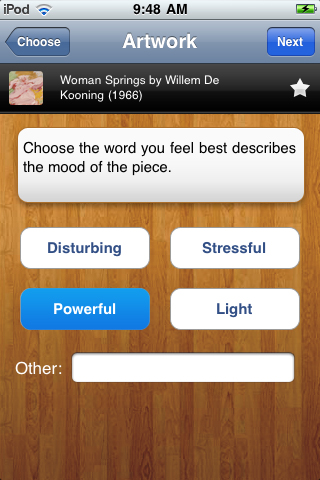 iPod 9:48 AM
Choose Artwork Next
Woman Springs by Willem De
Kooning (1966)
Choose the word you feel best describes
the mood of the piece.
Disturbing Stressful
Powerful Light
Other: